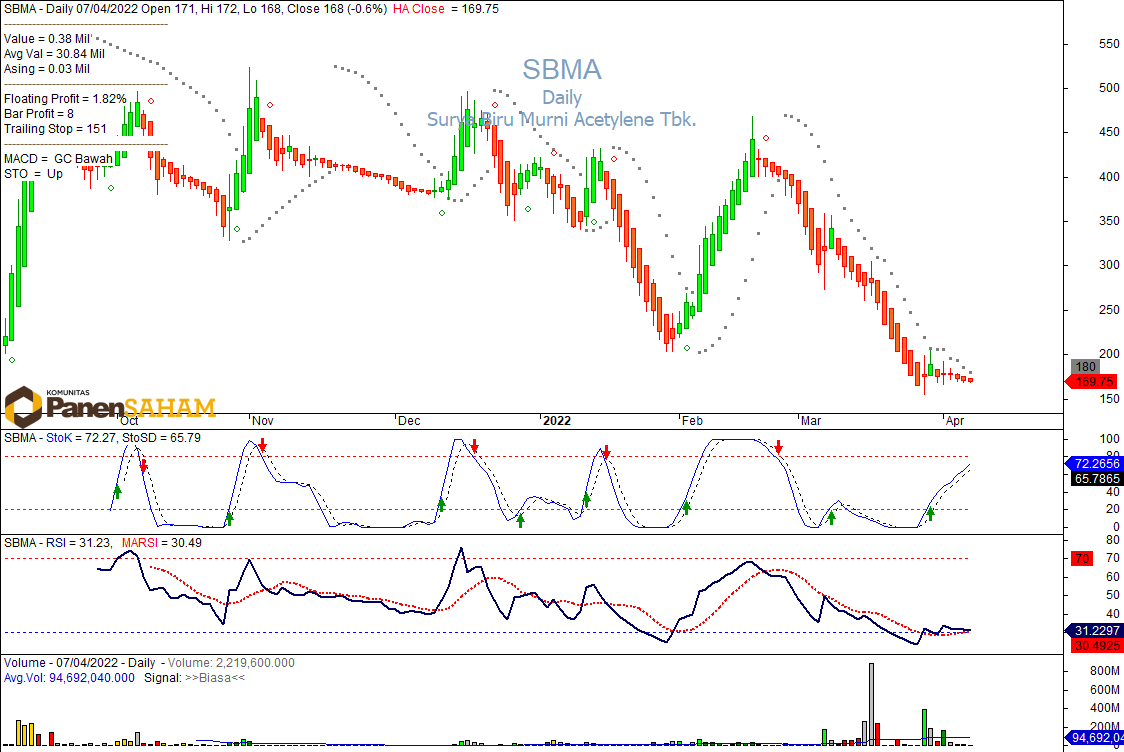 SBMA - Daily 07/04/2022 Open 171, Hi 172, Lo 168, Close 168 (-0.6%) HA Close = 169.75
Value = 0.38 Mil
Avg Val = 30.84 Mil
Asing = 0.03 Mil
Floating Profit = 1.82%
Bar Profit = 8
Trailing Stop = 151
MACD = GC Bawah
STO = Up
SBMA
Daily
Surya Biru Murni Acetylene Tbk.
550
500
450
400
350
300
250
200
180
169.75
150
KOMUNITAS
PanenSAHAM
Oct Nov Dec 2022 Feb Mar Apr
SBMA - StoK = 72.27, StoSD = 65.79
100
80
72.2656
65.7865
40
20
0
SBMA - RSI = 31.23, MARSI = 30.49
80
70
60
50
40
31.2297
30.4925
Volume - 07/04/2022 - Daily - Volume: 2,219,600.000
Avg.Vol: 94,692,040.000 Signal: >>Biasa<<
800M
600M
400M
200M
94,692,04